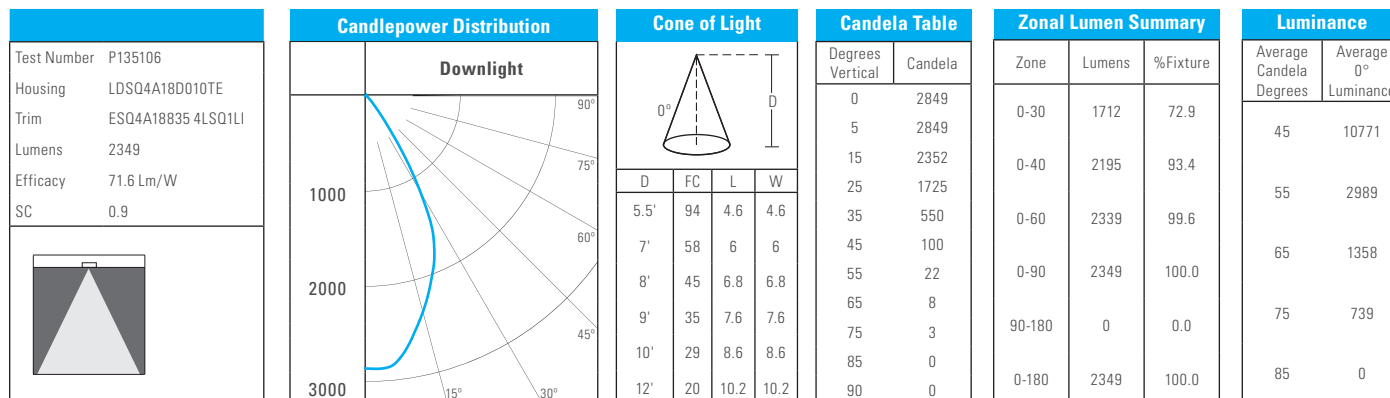 Test Number P135106
Housing LDSQ4A18D010TE
Trim ESQ4A18835 4LSQ1LI
Lumens 2349
Efficacy 71.6 Lm/W
SC 0.9
Candlepower Distribution
Downlight
90°
75°
1000
60°
2000
45°
3000
15° 30°
Cone of Light
0° D
D FC L W
5.5' 94 4.6 4.6
7' 58 6 6
8' 45 6.8 6.8
9' 35 7.6 7.6
10' 29 8.6 8.6
12' 20 10.2 10.2
Candela Table
Degrees Vertical Candela
0 2849
5 2849
15 2352
25 1725
35 550
45 100
55 22
65 8
75 3
85 0
90 0
Zonal Lumen Summary
Zone Lumens %Fixture
0-30 1712 72.9
0-40 2195 93.4
0-60 2339 99.6
0-90 2349 100.0
90-180 0 0.0
0-180 2349 100.0
Luminance
Average Average
Candela 0°
Degrees Luminance
45 10771
55 2989
65 1358
75 739
85 0